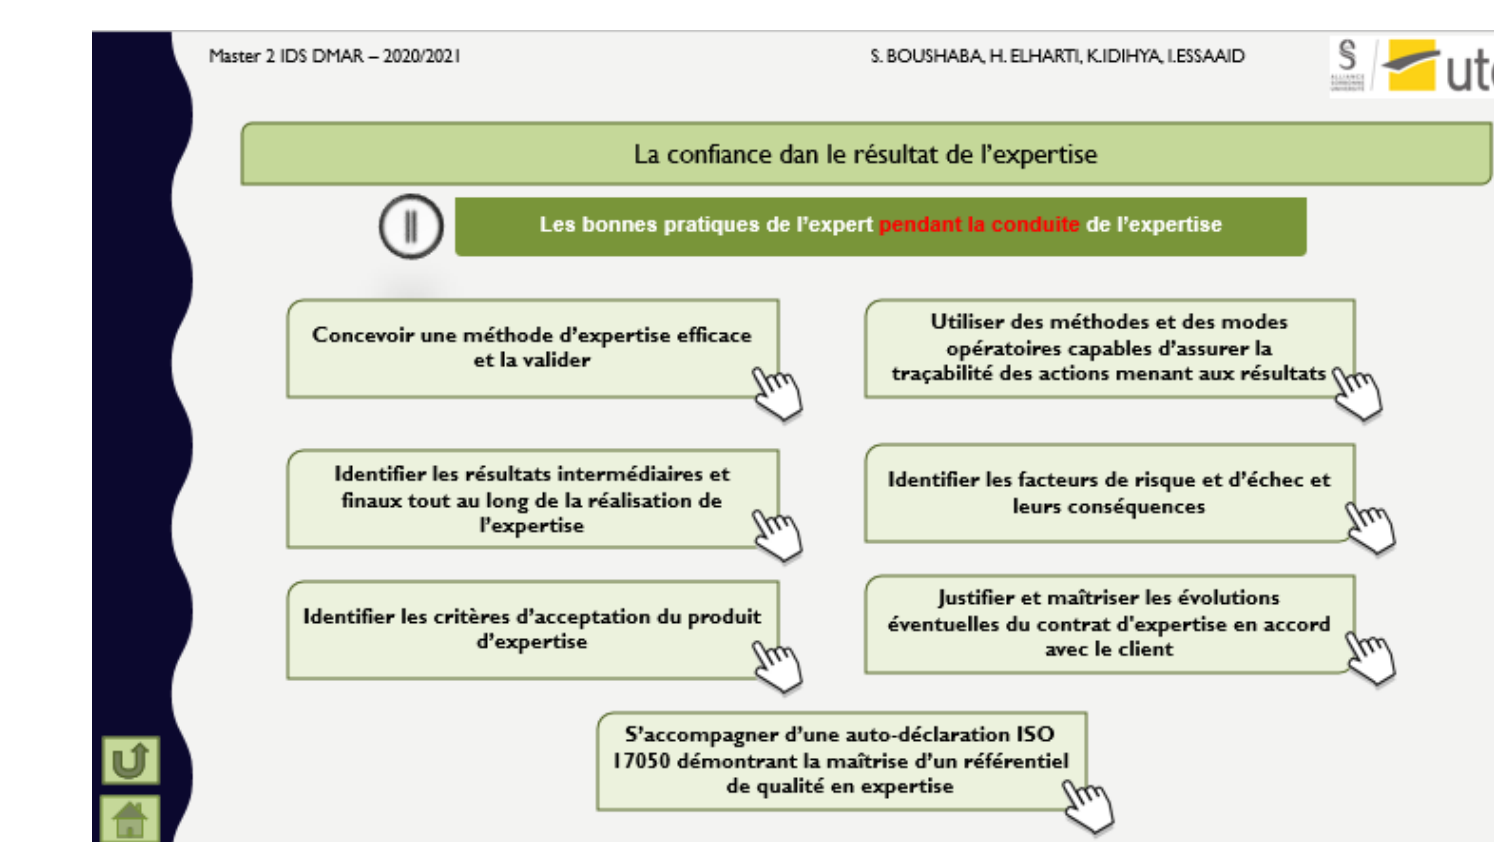 Master 2 IDS DMAR – 2020/2021
S. BOUSHABA, H. ELHARTI, K.IDIHYA, I.ESSAAID
S
ALLIANCE
SORBONNE
UNIVERSITÉ
ut
La confiance dan le résultat de l'expertise
II
Les bonnes pratiques de l'expert pendant la conduite de l'expertise
Concevoir une méthode d'expertise efficace
et la valider
Utiliser des méthodes et des modes
opératoires capables d'assurer la
traçabilité des actions menant aux résultats
Identifier les résultats intermédiaires et
finaux tout au long de la réalisation de
l'expertise
Identifier les facteurs de risque et d'échec et
leurs conséquences
Identifier les critères d'acceptation du produit
d'expertise
Justifier et maîtriser les évolutions
éventuelles du contrat d'expertise en accord
avec le client
S'accompagner d'une auto-déclaration ISO
17050 démontrant la maîtrise d'un référentiel
de qualité en expertise